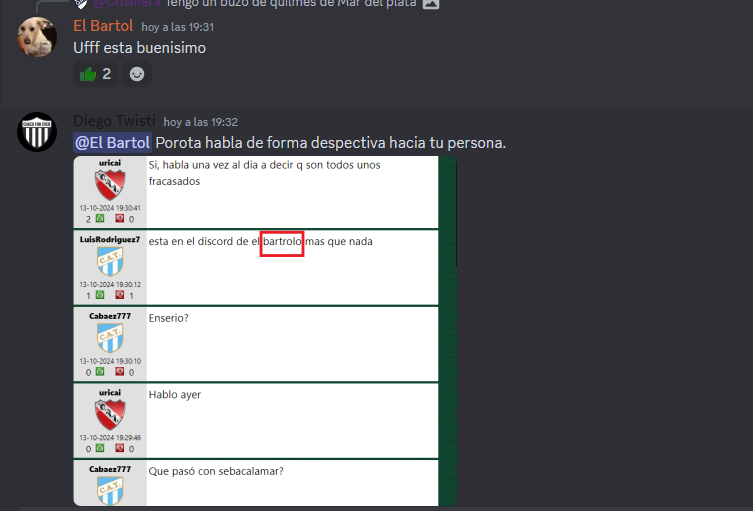 @Crismera Tengo un buzo de quilmes de Mar del plata
El Bartol hoy a las 19:31
Ufff esta buenisimo
2
Diego Twisti hoy a las 19:32
@El Bartol Porota habla de forma despectiva hacia tu persona.
uricai
Si, habla una vez al dia a decir q son todos unos
fracasados
C.A.I.
13-10-2024 19:30:41
2 0
LuisRodriguez7
esta en el discord de el bartrolo mas que nada
C.A.T.
13-10-2024 19:30:12
1 1
Cabaez777
Enserio?
C.A.T.
13-10-2024 19:30:10
0 0
uricai
Hablo ayer
C.A.I.
13-10-2024 19:29:46
0 0
Cabaez777
Que pasó con sebacalamar?
C.A.T.